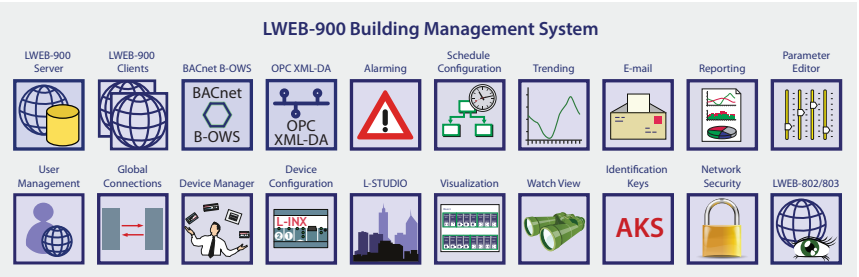 LWEB-900 Building Management System
LWEB-900
Server
LWEB-900
Clients
BACnet B-OWS
OPC XML-DA
Alarming
Schedule
Configuration
Trending
E-mail
Reporting
Parameter
Editor
BACnet
B-OWS
OPC
XML-DA
User
Management
Global
Connections
Device Manager
Device
Configuration
L-STUDIO
Visualization
Watch View
Identification
Keys
Network
Security
LWEB-802/803
L-INX
AKS